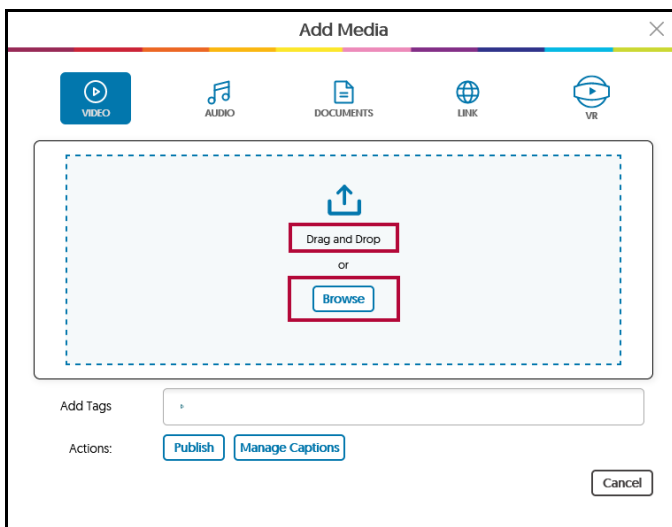 Add Media
VIDEO
AUDIO
DOCUMENTS
LINK
VR
Drag and Drop
or
Browse
Add Tags
Actions:
Publish
Manage Captions
Cancel